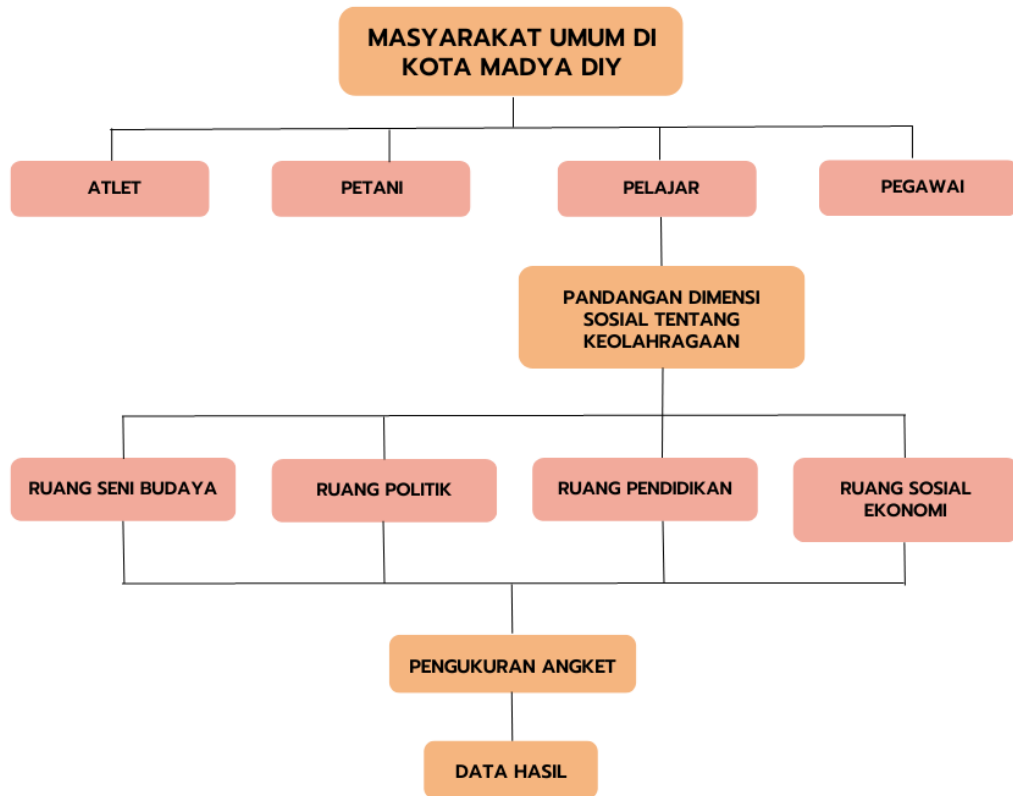 MASYARAKAT UMUM DI
KOTA MADYA DIY
ATLET
PETANI
PELAJAR
PEGAWAI
PANDANGAN DIMENSI
SOSIAL TENTANG
KEOLAHRAGAAN
RUANG SENI BUDAYA
RUANG POLITIK
RUANG PENDIDIKAN
RUANG SOSIAL
EKONOMI
PENGUKURAN ANGKET
DATA HASIL